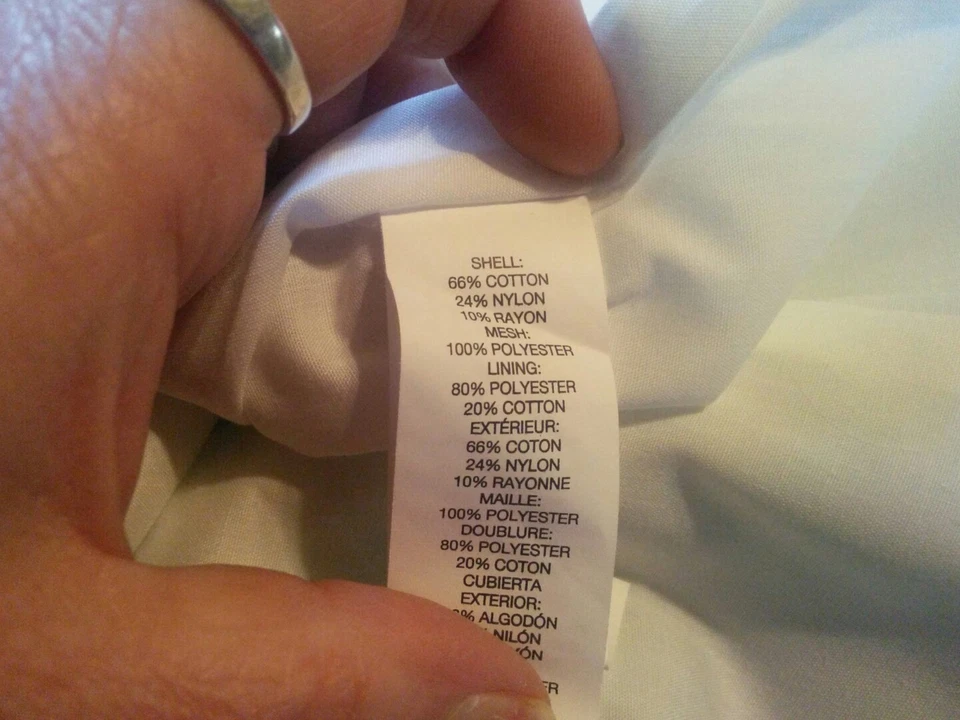 SHELL:
66% COTTON
24% NYLON
10% RAYON
MESH:
100% POLYESTER
LINING:
80% POLYESTER
20% COTTON
EXTÉRIEUR:
66% COTON
24% NYLON
10% RAYONNE
MAILLE:
100% POLYESTER
DOUBLURE:
80% POLYESTER
20% COTON
CUBIERTA
EXTERIOR:
% ALGODÓN
NILÓN